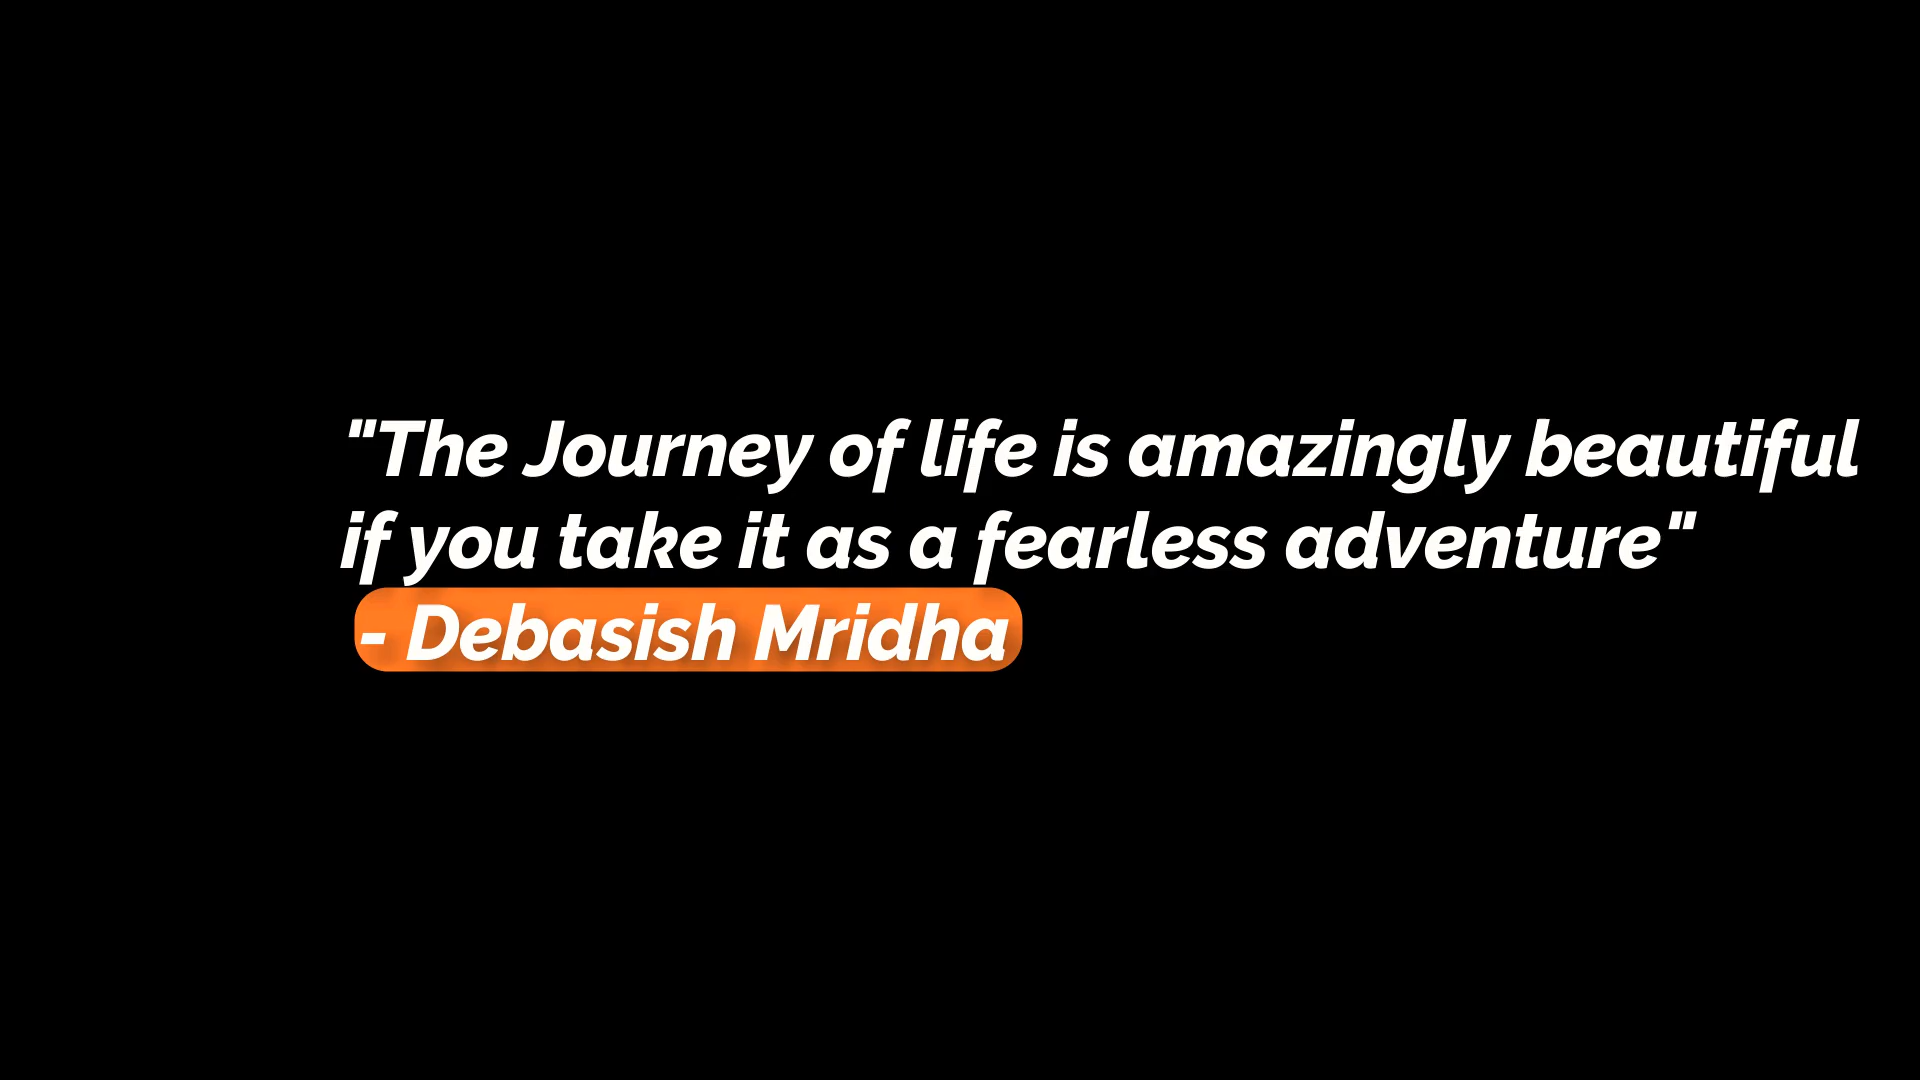 "The Journey of life is amazingly beautiful
if you take it as a fearless adventure"
- Debasish Mridha